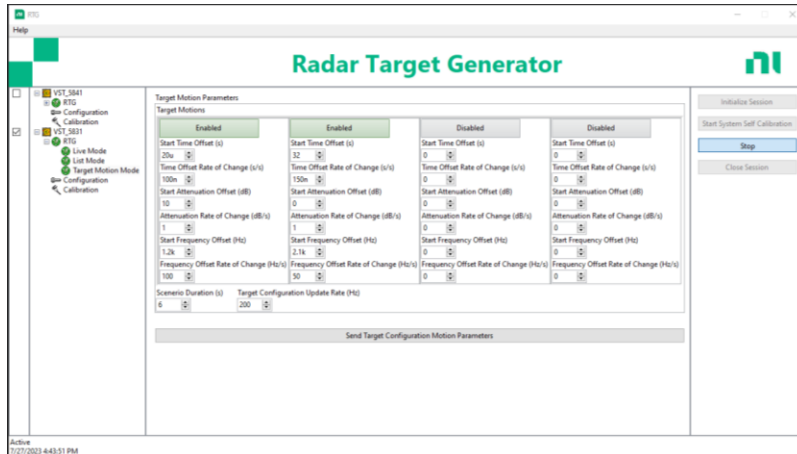 RTG
Help
Radar Target Generator
VST_5841
RTG
Configuration
Calibration
VST_5831
RTG
Live Mode
List Mode
Target Motion Mode
Configuration
Calibration
Target Motion Parameters
Target Motions
Enabled Enabled Disabled Disabled
Start Time Offset (s) Start Time Offset (s) Start Time Offset (s) Start Time Offset (s)
20u 32 0 0
Time Offset Rate of Change (s/s) Time Offset Rate of Change (s/s) Time Offset Rate of Change (s/s) Time Offset Rate of Change (s/s)
100n 150n 0 0
Start Attenuation Offset (dB) Start Attenuation Offset (dB) Start Attenuation Offset (dB) Start Attenuation Offset (dB)
10 0 0 0
Attenuation Rate of Change (dB/s) Attenuation Rate of Change (dB/s) Attenuation Rate of Change (dB/s) Attenuation Rate of Change (dB/s)
1 1 0 0
Start Frequency Offset (Hz) Start Frequency Offset (Hz) Start Frequency Offset (Hz) Start Frequency Offset (Hz)
1.2k 2.1k 0 0
Frequency Offset Rate of Change (Hz/s) Frequency Offset Rate of Change (Hz/s) Frequency Offset Rate of Change (Hz/s) Frequency Offset Rate of Change (Hz/s)
100 50 0 0
Scenerio Duration (s) Target Configuration Update Rate (Hz)
6 200
Send Target Configuration Motion Parameters
Initialize Session
Start System Self Calibration
Stop
Close Session
Active
7/27/2023 4:43:51 PM